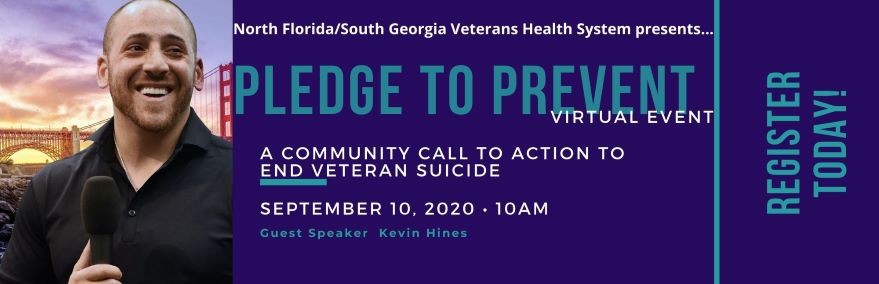 North Florida/South Georgia Veterans Health System presents...
PLEDGE TO PREVENT
VIRTUAL EVENT
A COMMUNITY CALL TO ACTION TO
END VETERAN SUICIDE
SEPTEMBER 10, 2020 • 10AM
Guest Speaker Kevin Hines
REGISTER
TODAY!